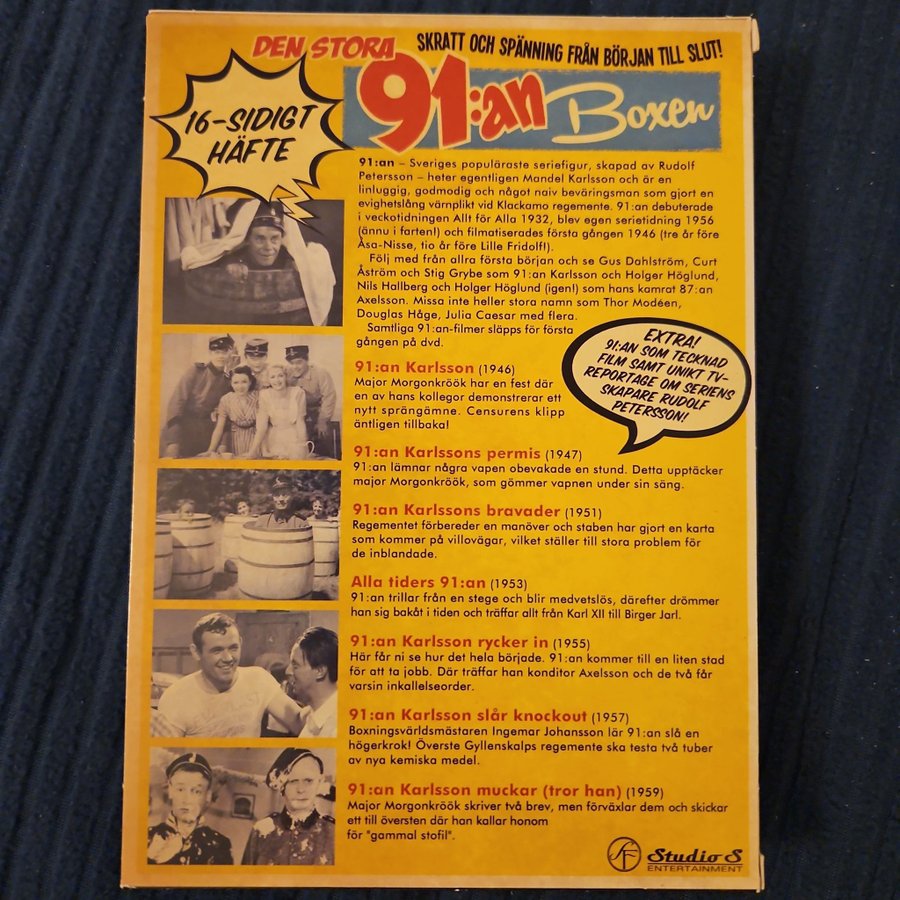 DEN STORA
SKRATT OCH SPÄNNING FRÅN BÖRJAN TILL SLUT!
91:an Boxen
16-SIDIGT
HÄFTE
91:an – Sveriges populäraste seriefigur, skapad av Rudolf
Petersson – heter egentligen Mandel Karlsson och är en
linluggig, godmodig och något naiv beväringsman som gjort en
evighetslång värnplikt vid Klackamo regemente. 91:an debuterade
i veckotidningen Allt för Alla 1932, blev egen serietidning 1956
(ännu i farten!) och filmatiserades första gången 1946 (tre år före
Åsa-Nisse, tio år före Lille Fridolf!).
Följ med från allra första början och se Gus Dahlström, Curt
Åström och Stig Grybe som 91:an Karlsson och Holger Höglund,
Nils Hallberg och Holger Höglund (igen!) som hans kamrat 87:an
Axelsson. Missa inte heller stora namn som Thor Modéen,
Douglas Håge, Julia Caesar med flera.
Samtliga 91:an-filmer släpps för första
gången på dvd.
EXTRA!
91:AN SOM TECKNAD
FILM SAMT UNIKT TV-
REPORTAGE OM SERIENS
SKAPARE RUDOLF
PETERSSON!
91:an Karlsson (1946)
Major Morgonkröök har en fest där
en av hans kollegor demonstrerar ett
nytt sprängämne. Censurens klipp
äntligen tillbaka!
91:an Karlssons permis (1947)
91:an lämnar några vapen obevakade en stund. Detta upptäcker
major Morgonkröök, som gömmer vapnen under sin säng.
91:an Karlssons bravader (1951)
Regementet förbereder en manöver och staben har gjort en karta
som kommer på villovägar, vilket ställer till stora problem för
de inblandade.
Alla tiders 91:an (1953)
91:an trillar från en stege och blir medvetslös, därefter drömmer
han sig bakåt i tiden och träffar allt från Karl XII till Birger Jarl.
91:an Karlsson rycker in (1955)
Här får ni se hur det hela började. 91:an kommer till en liten stad
för att ta jobb. Där träffar han konditor Axelsson och de två får
varsin inkallelseorder.
91:an Karlsson slår knockout (1957)
Boxningsvärldsmästaren Ingemar Johansson lär 91:an slå en
högerkrok! Överste Gyllenskalps regemente ska testa två tuber
av nya kemiska medel.
91:an Karlsson muckar (tror han) (1959)
Major Morgonkröök skriver två brev, men förväxlar dem och skickar
ett till översten där han kallar honom
för "gammal stofil".
SF Studio S
ENTERTAINMENT